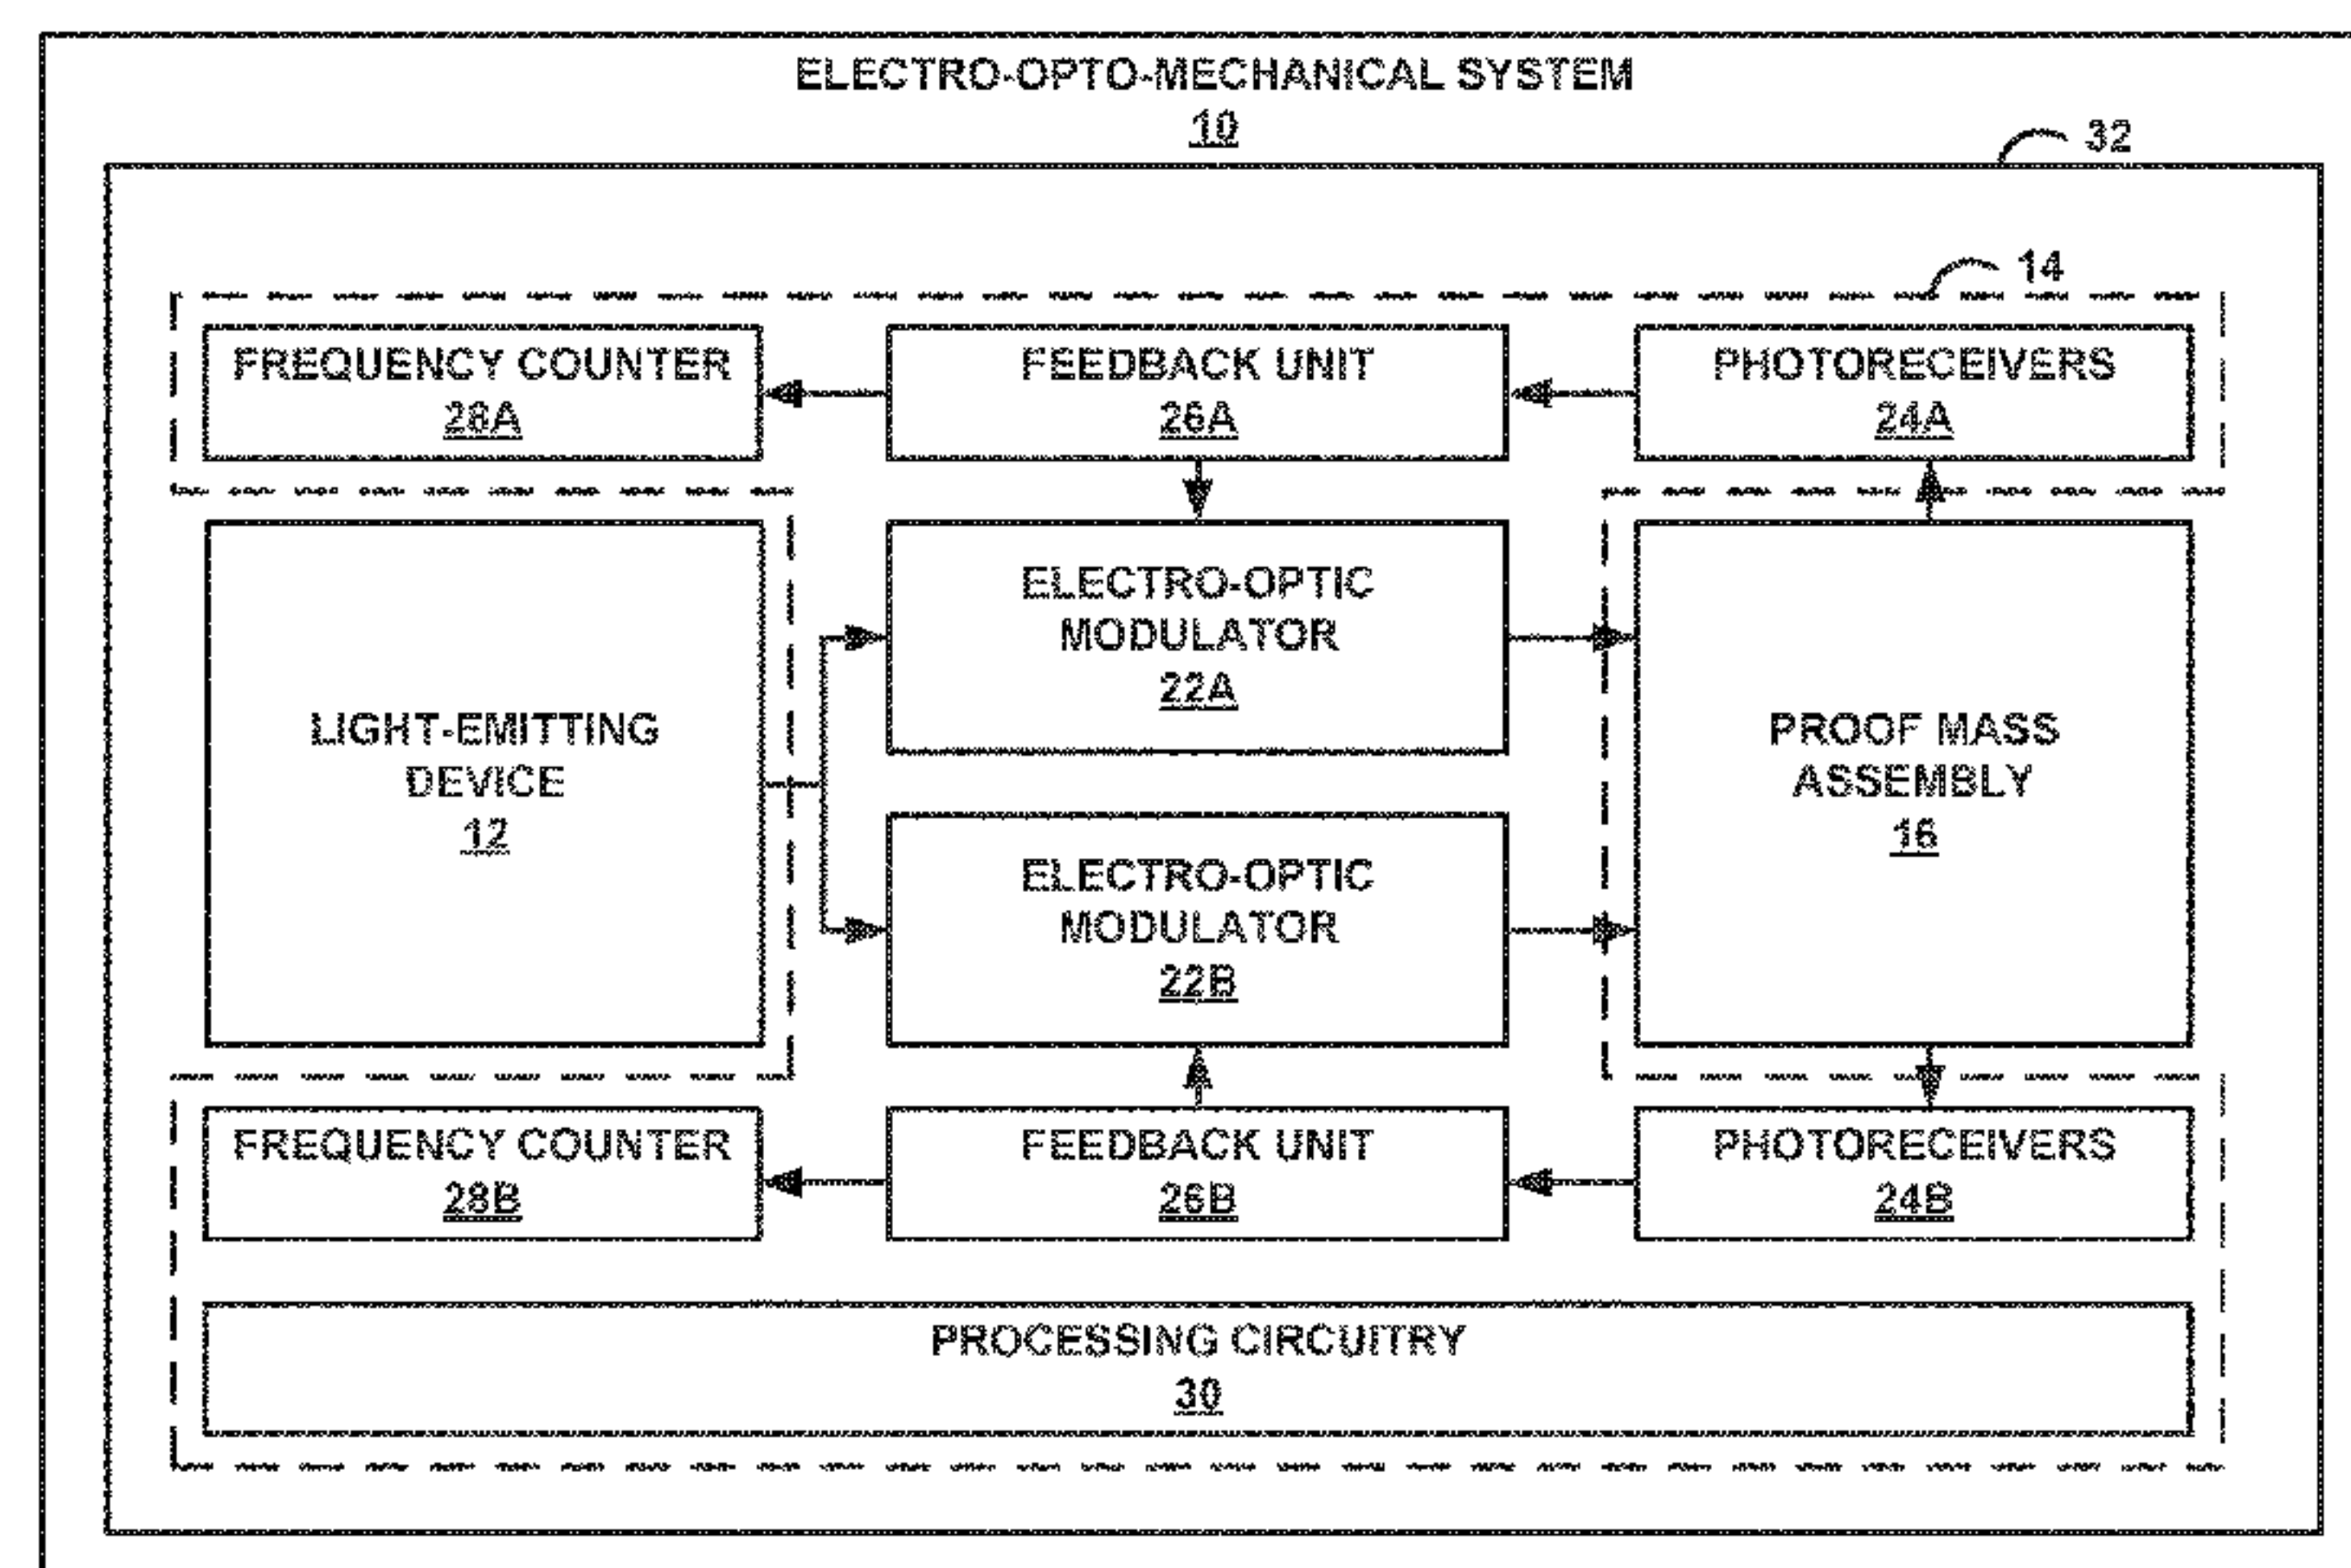 ELECTRO-OPTO-MECHANICAL SYSTEM
10
32
14
FREQUENCY COUNTER
28A
FEEDBACK UNIT
26A
PHOTORECEIVERS
24A
LIGHT-EMITTING
DEVICE
12
ELECTRO-OPTIC
MODULATOR
22A
ELECTRO-OPTIC
MODULATOR
22B
PROOF MASS
ASSEMBLY
16
FREQUENCY COUNTER
28B
FEEDBACK UNIT
26B
PHOTORECEIVERS
24B
PROCESSING CIRCUITRY
30